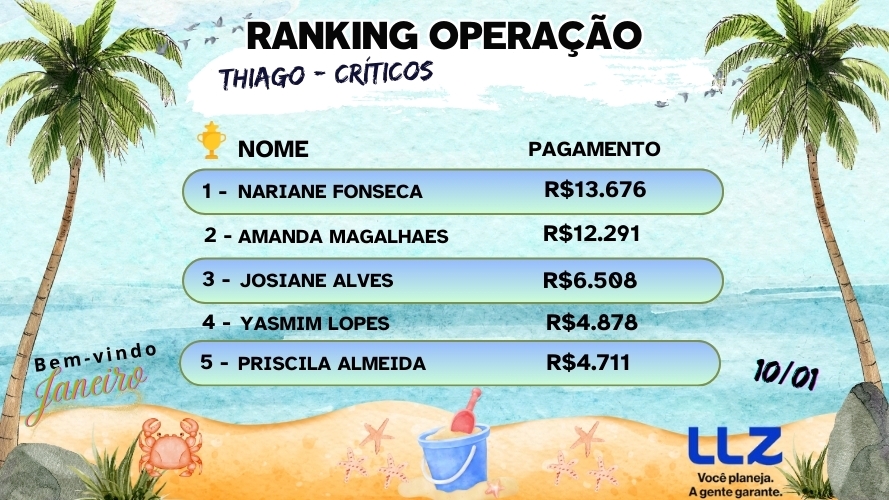 RANKING OPERAÇÃO
THIAGO - CRÍTICOS
NOME PAGAMENTO
1 - NARIANE FONSECA R$13.676
2 - AMANDA MAGALHAES R$12.291
3 - JOSIANE ALVES R$6.508
4 - YASMIM LOPES R$4.878
5 - PRISCILA ALMEIDA R$4.711
Bem-vindo
Janeiro
10/01
LLZ
Você planeja.
A gente garante.